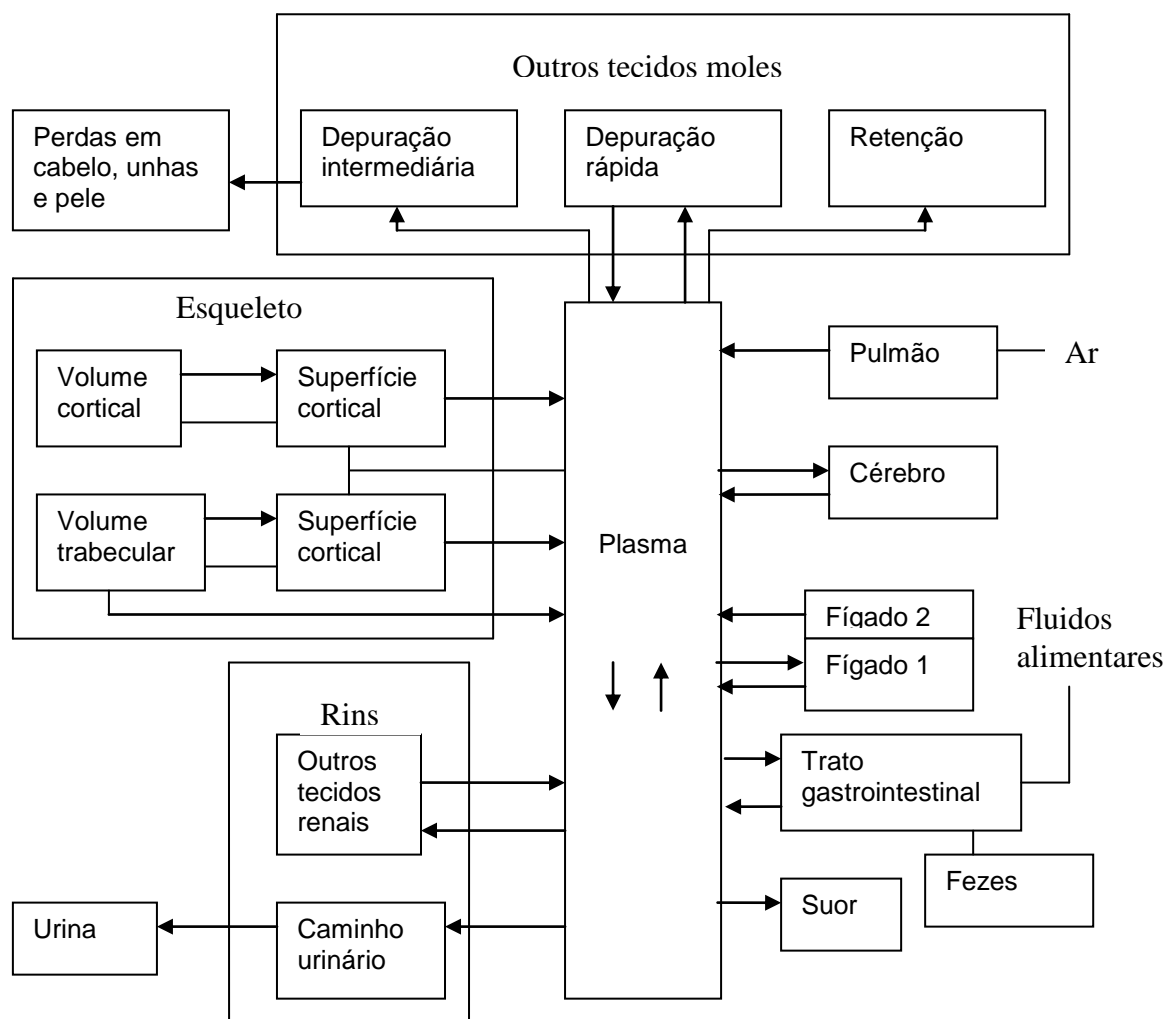 Outros tecidos moles
Perdas em
cabelo, unhas
e pele
Depuração
intermediária
Depuração
rápida
Retenção
Esqueleto
Volume
cortical
Superfície
cortical
Volume
trabecular
Superfície
cortical
Plasma
Pulmão
Ar
Cérebro
Fígado 2
Fígado 1
Fluidos
alimentares
Rins
Outros
tecidos
renais
Trato
gastrointestinal
Fezes
Suor
Urina
Caminho
urinário